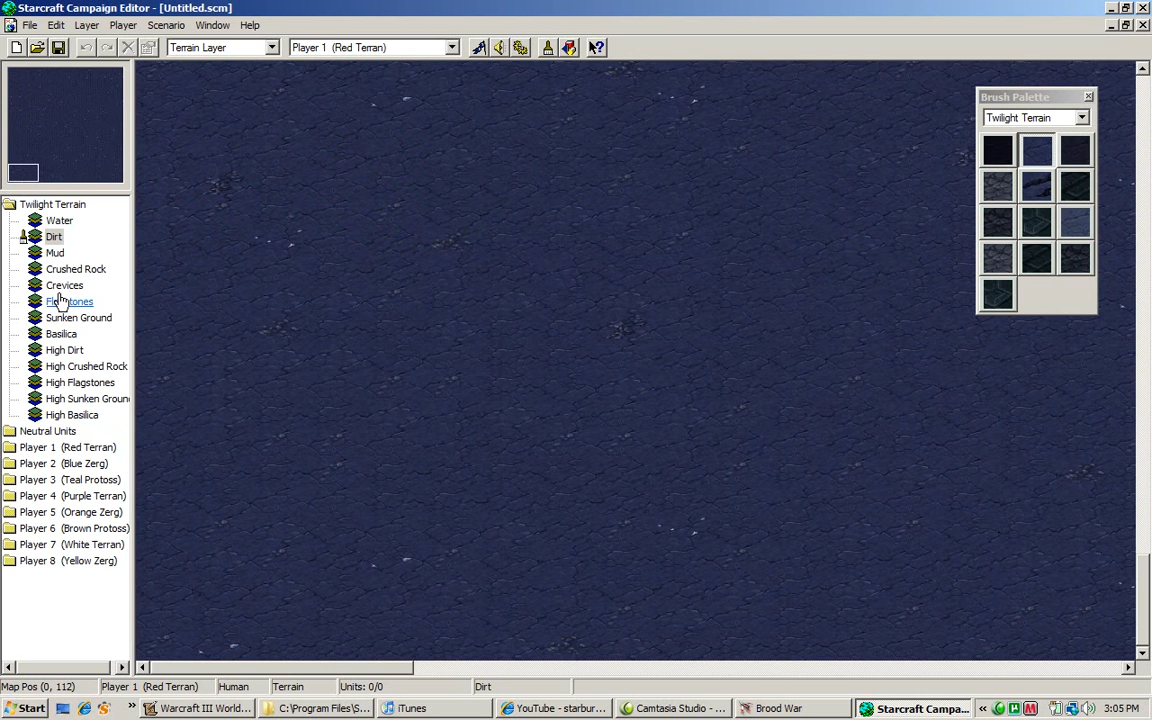 Starcraft Campaign Editor - [Untitled.scm]
File Edit Layer Player Scenario Window Help
Terrain Layer Player 1 (Red Terran)
Brush Palette
Twilight Terrain
Twilight Terrain
Water
Dirt
Mud
Crushed Rock
Crevices
Flagstones
Sunken Ground
Basilica
High Dirt
High Crushed Rock
High Flagstones
High Sunken Ground
High Basilica
Neutral Units
Player 1 (Red Terran)
Player 2 (Blue Zerg)
Player 3 (Teal Protoss)
Player 4 (Purple Terran)
Player 5 (Orange Zerg)
Player 6 (Brown Protoss)
Player 7 (White Terran)
Player 8 (Yellow Zerg)
Map Pos (0, 112) Player 1 (Red Terran) Human Terrain Units: 0/0 Dirt
Start » Warcraft III World... C:\Program Files\S... iTunes YouTube - starbur... Camtasia Studio - ... Brood War Starcraft Campa... « 3:05 PM